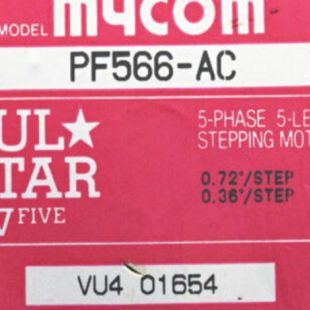 MODEL mycom
PF566-AC
UL★
TAR
FIVE
5-PHASE 5-LE
STEPPING MOT
0.72°/STEP
0.36°/STEP
VU4 01654